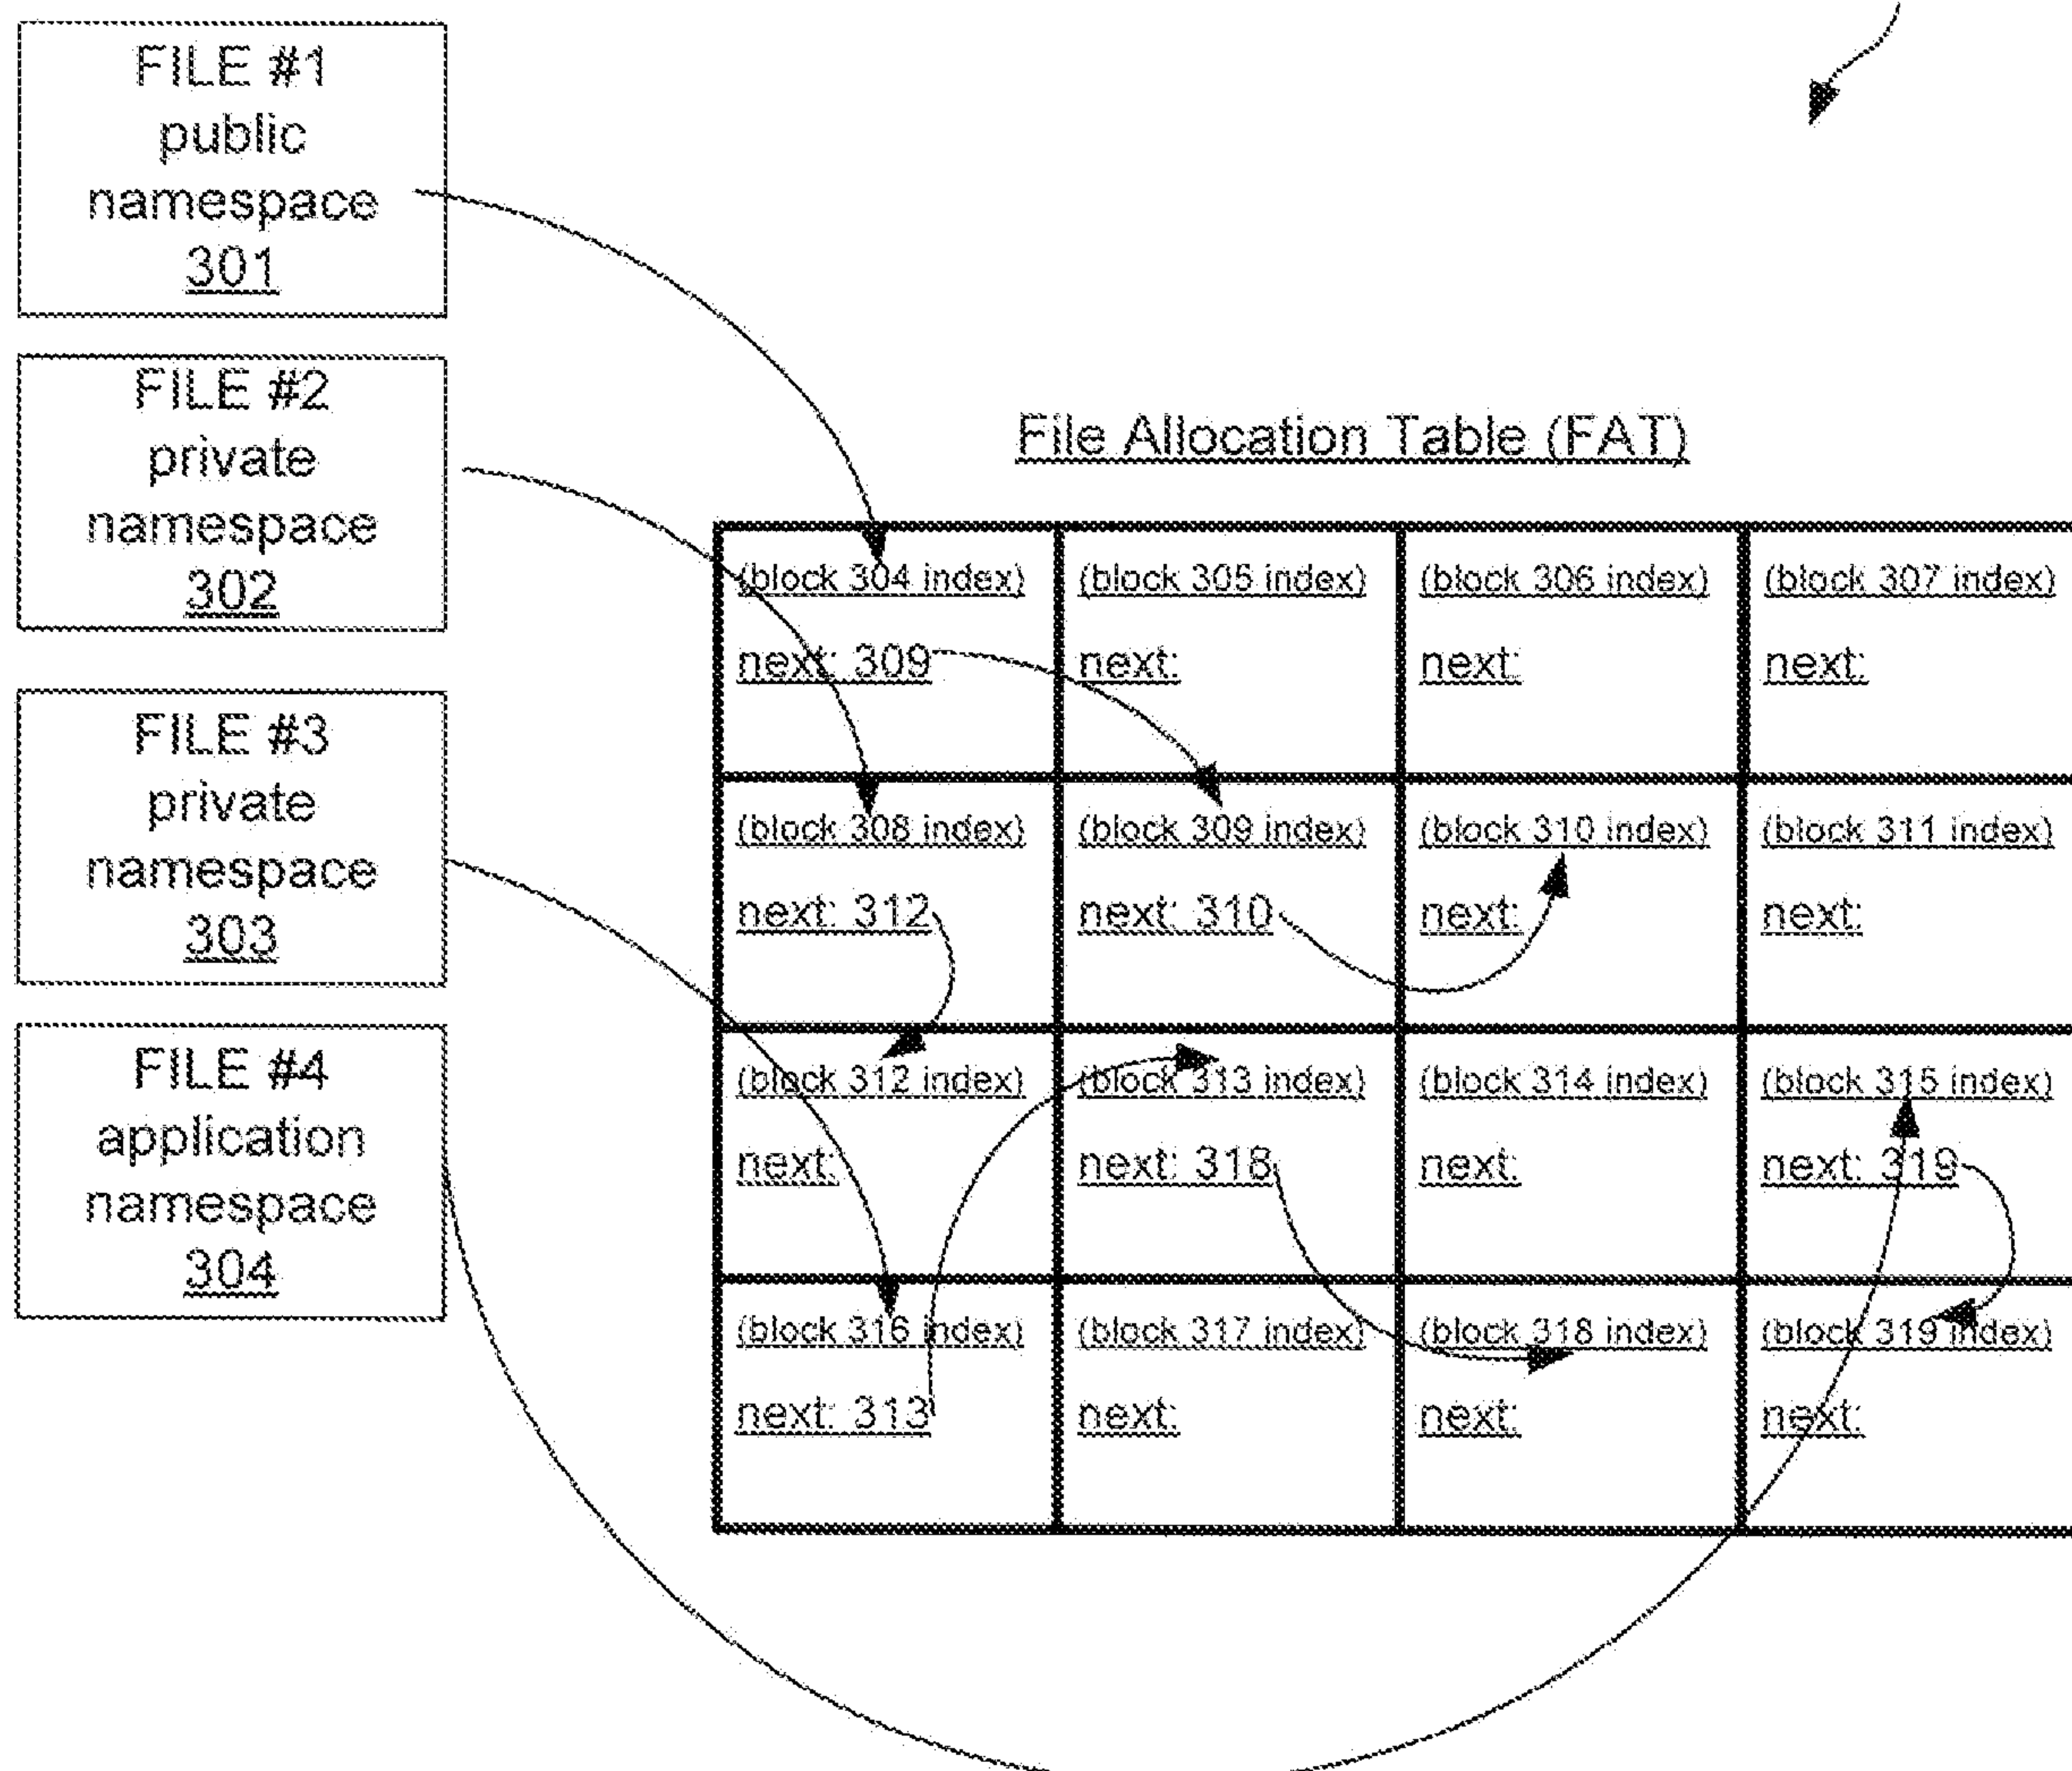 FILE #1
public
namespace
301
FILE #2
private
namespace
302
FILE #3
private
namespace
303
FILE #4
application
namespace
304
File Allocation Table (FAT)
(block 304 index) (block 305 index) (block 306 index) (block 307 index)
next: 309 next: next: next:
(block 308 index) (block 309 index) (block 310 index) (block 311 index)
next: 312 next: 310 next: next:
(block 312 index) (block 313 index) (block 314 index) (block 315 index)
next: next: 318 next: next: 319
(block 316 index) (block 317 index) (block 318 index) (block 319 index)
next: 313 next: next: next: